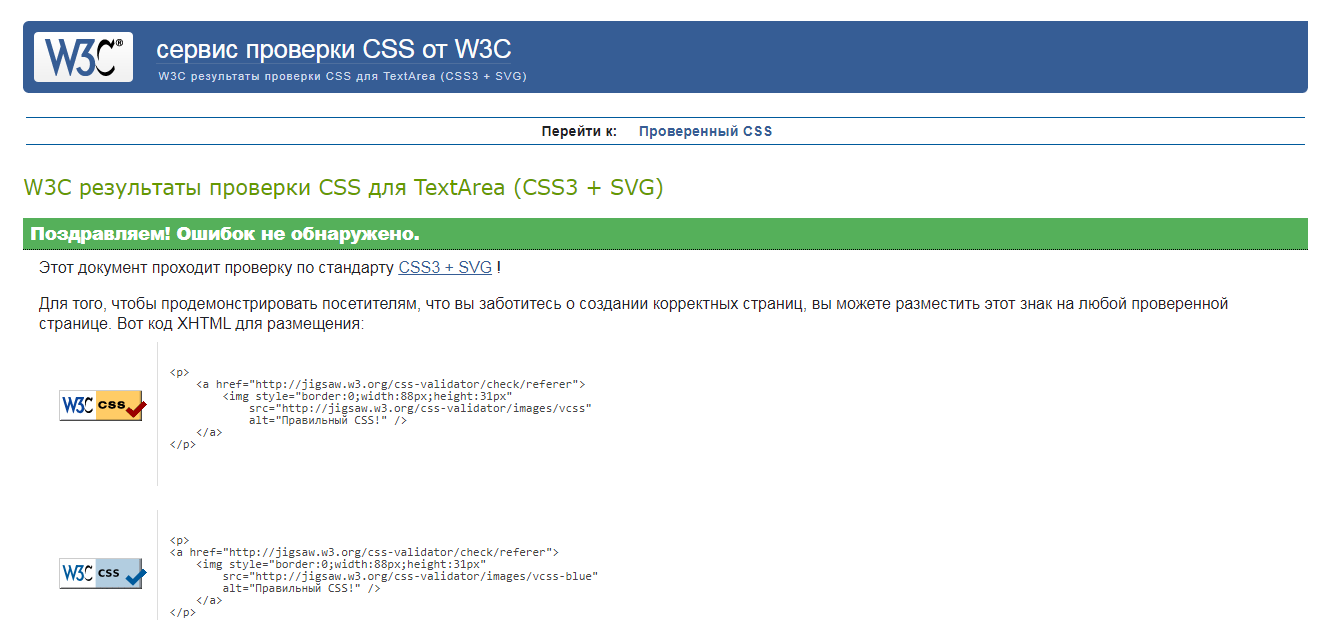 W3C® сервис проверки CSS от W3C
W3C результаты проверки CSS для TextArea (CSS3 + SVG)
Перейти к: Проверенный CSS
W3C результаты проверки CSS для TextArea (CSS3 + SVG)
Поздравляем! Ошибок не обнаружено.
Этот документ проходит проверку по стандарту CSS3 + SVG !
Для того, чтобы продемонстрировать посетителям, что вы заботитесь о создании корректных страниц, вы можете разместить этот знак на любой проверенной
странице. Вот код XHTML для размещения:
W3C css
<p>
    <a href="http://jigsaw.w3.org/css-validator/check/referer">
        <img style="border:0;width:88px;height:31px"
            src="http://jigsaw.w3.org/css-validator/images/vcss"
            alt="Правильный CSS!" />
    </a>
</p>
W3C css
<p>
<a href="http://jigsaw.w3.org/css-validator/check/referer">
    <img style="border:0;width:88px;height:31px"
        src="http://jigsaw.w3.org/css-validator/images/vcss-blue"
        alt="Правильный CSS!" />
    </a>
</p>